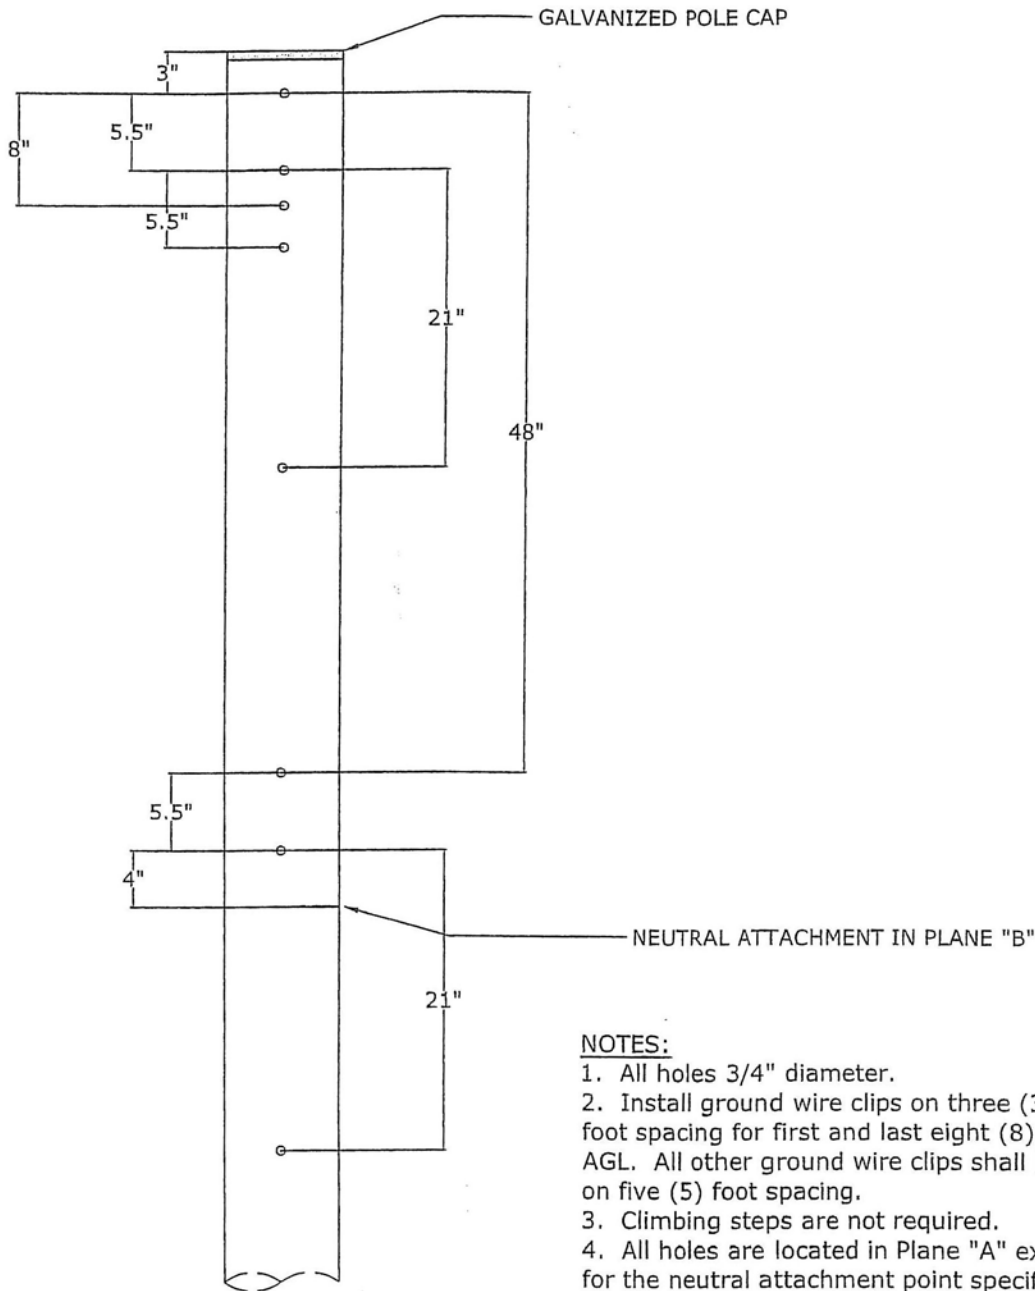 GALVANIZED POLE CAP
3"
5.5"
8"
5.5"
21"
48"
5.5"
4"
NEUTRAL ATTACHMENT IN PLANE "B"
21"
NOTES:
1. All holes 3/4" diameter.
2. Install ground wire clips on three (3
foot spacing for first and last eight (8)
AGL. All other ground wire clips shall
on five (5) foot spacing.
3. Climbing steps are not required.
4. All holes are located in Plane "A" ex
for the neutral attachment point specif